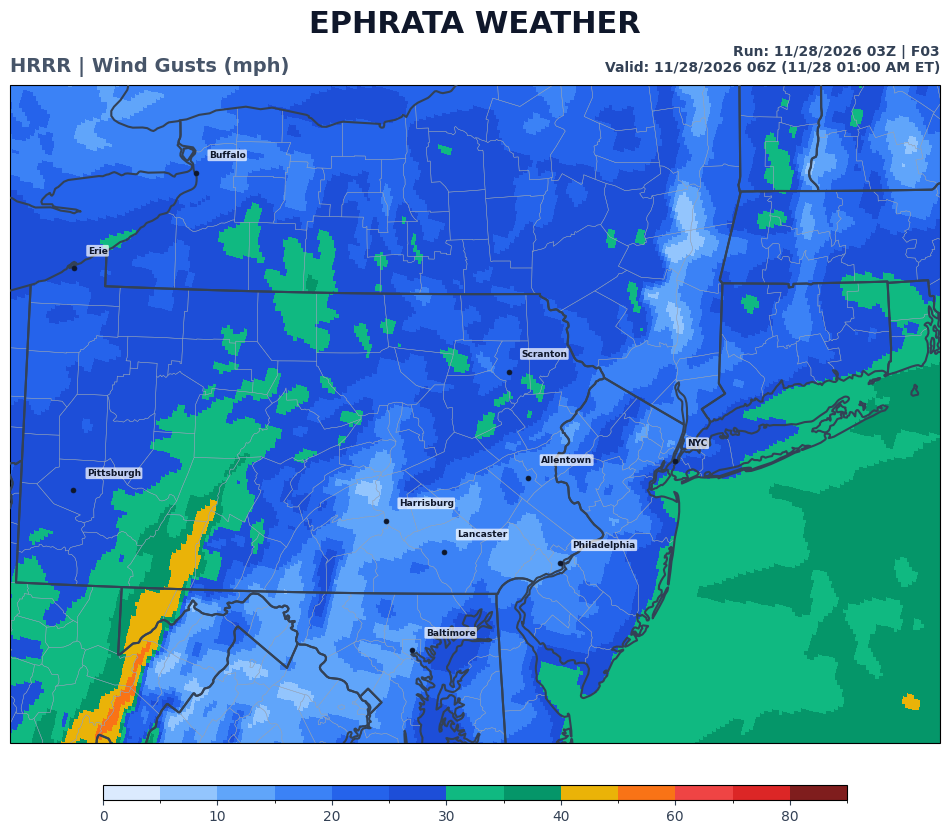 EPHRATA WEATHER
Run: 11/28/2026 03Z | F03
HRRR | Wind Gusts (mph)
Valid: 11/28/2026 06Z (11/28 01:00 AM ET)
Buffalo
Erie
Scranton
NYC
Allentown
Pittsburgh
Harrisburg
Lancaster
Philadelphia
Baltimore
0 10 20 30 40 50 60 70 80